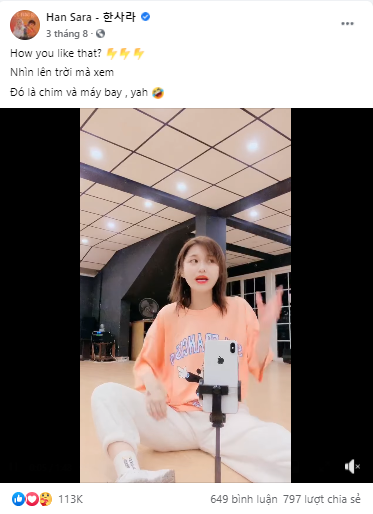 Han Sara - 한사라
3 tháng 8 ·
How you like that? 👇👇👇
Nhìn lên trời mà xem
Đó là chim và máy bay , yah 🤣
113K
649 bình luận 797 lượt chia sẻ